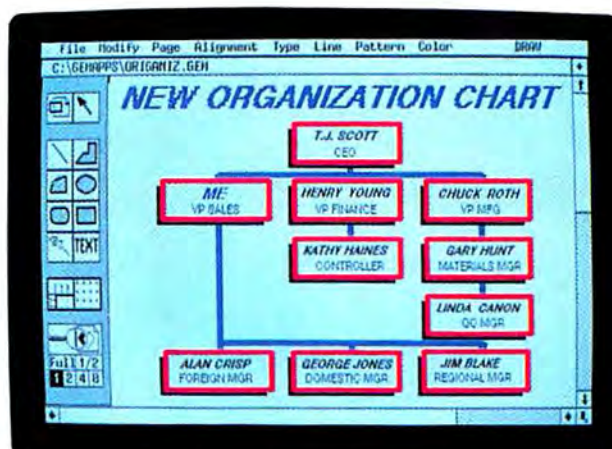 File Modify Page Alignment Type Line Pattern Color DRAW
C:\GEMAPPS\ORIGANIZ.GEM
NEW ORGANIZATION CHART
T.J. SCOTT
CEO
ME
VP SALES
HENRY YOUNG
VP FINANCE
CHUCK ROTH
VP MFG
KATHY HAINES
CONTROLLER
GARY HUNT
MATERIALS MGR
LINDA CANON
QC MGR
ALAN CRISP
FOREIGN MGR
GEORGE JONES
DOMESTIC MGR
JIM BLAKE
REGIONAL MGR
TEXT
Full 1/2
1 2 4 8